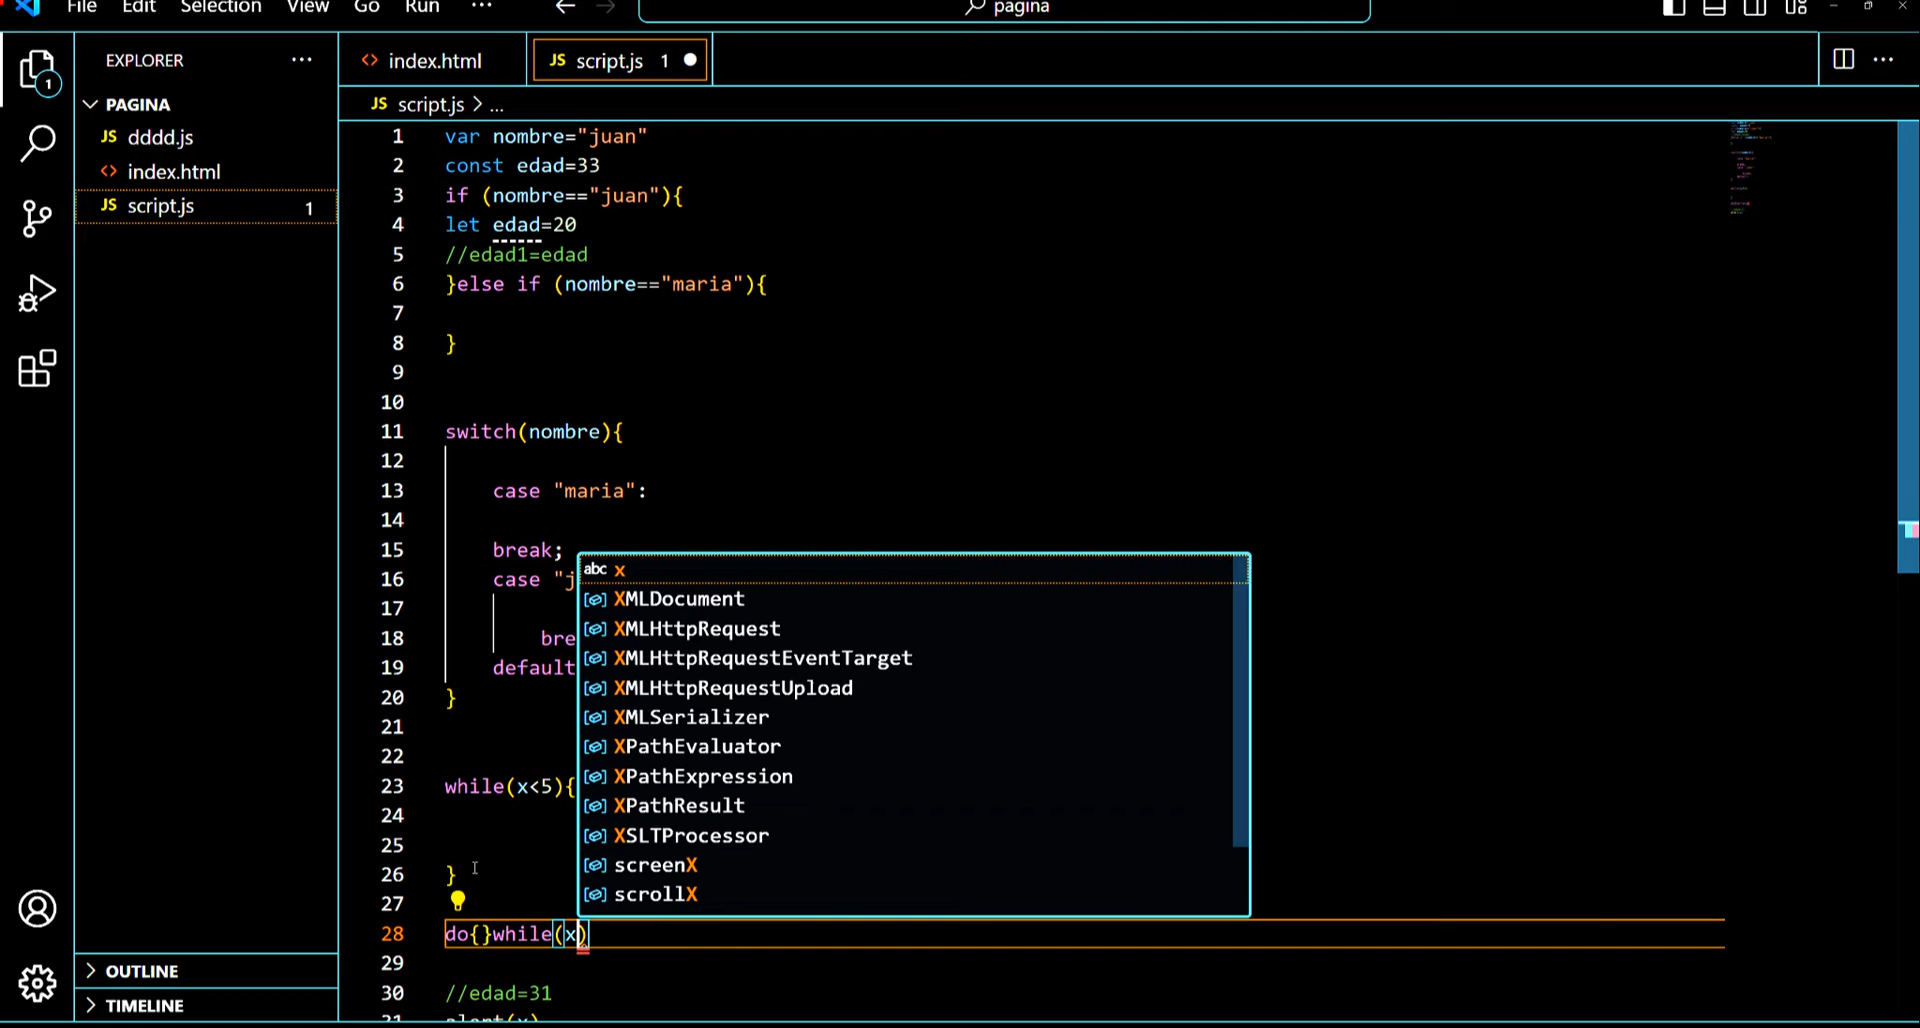 File Edit Selection View Go Run ... pagina
EXPLORER ...
PAGINA
JS dddd.js
<> index.html
JS script.js 1
OUTLINE
TIMELINE
1
<> index.html JS script.js 1
JS script.js > ...
1 var nombre="juan"
2 const edad=33
3 if (nombre=="juan"){
4 let edad=20
5 //edad1=edad
6 }else if (nombre=="maria"){
7
8 }
9
10
11 switch(nombre){
12
13 case "maria":
14
15 break;
16 case "j
17
18 bre
19 default
20 }
21
22
23 while(x<5){
24
25
26 }
27
28 do{}while(x)
29
30 //edad=31
31 alert(x)
abc x
XMLDocument
XMLHttpRequest
XMLHttpRequestEventTarget
XMLHttpRequestUpload
XMLSerializer
XPathEvaluator
XPathExpression
XPathResult
XSLTProcessor
screenX
scrollX